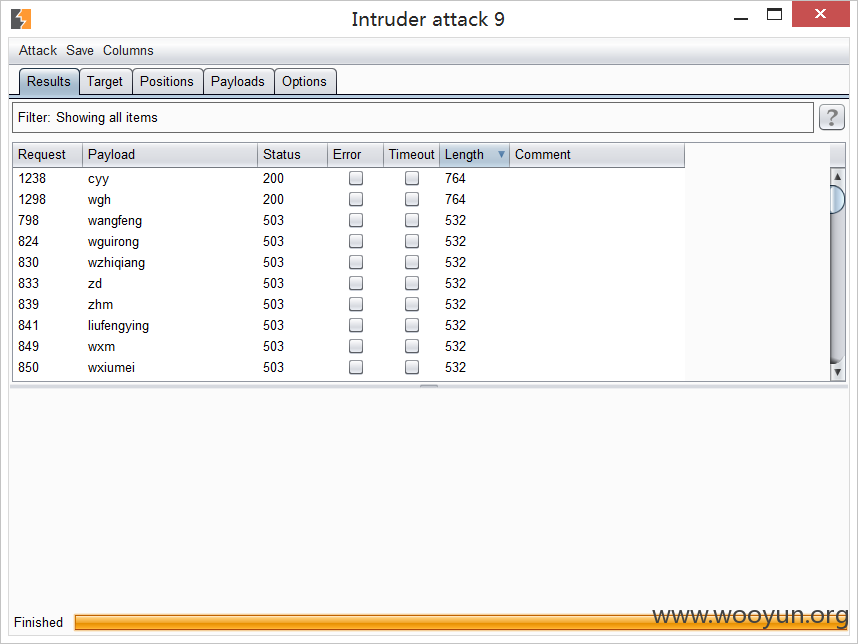 Intruder attack 9
Attack Save Columns
Results Target Positions Payloads Options
Filter: Showing all items ?
Request Payload Status Error Timeout Length Comment
1238 cyy 200 764
1298 wgh 200 764
798 wangfeng 503 532
824 wguirong 503 532
830 wzhiqiang 503 532
833 zd 503 532
839 zhm 503 532
841 liufengying 503 532
849 wxm 503 532
850 wxiumei 503 532
Finished
www.wooyun.org